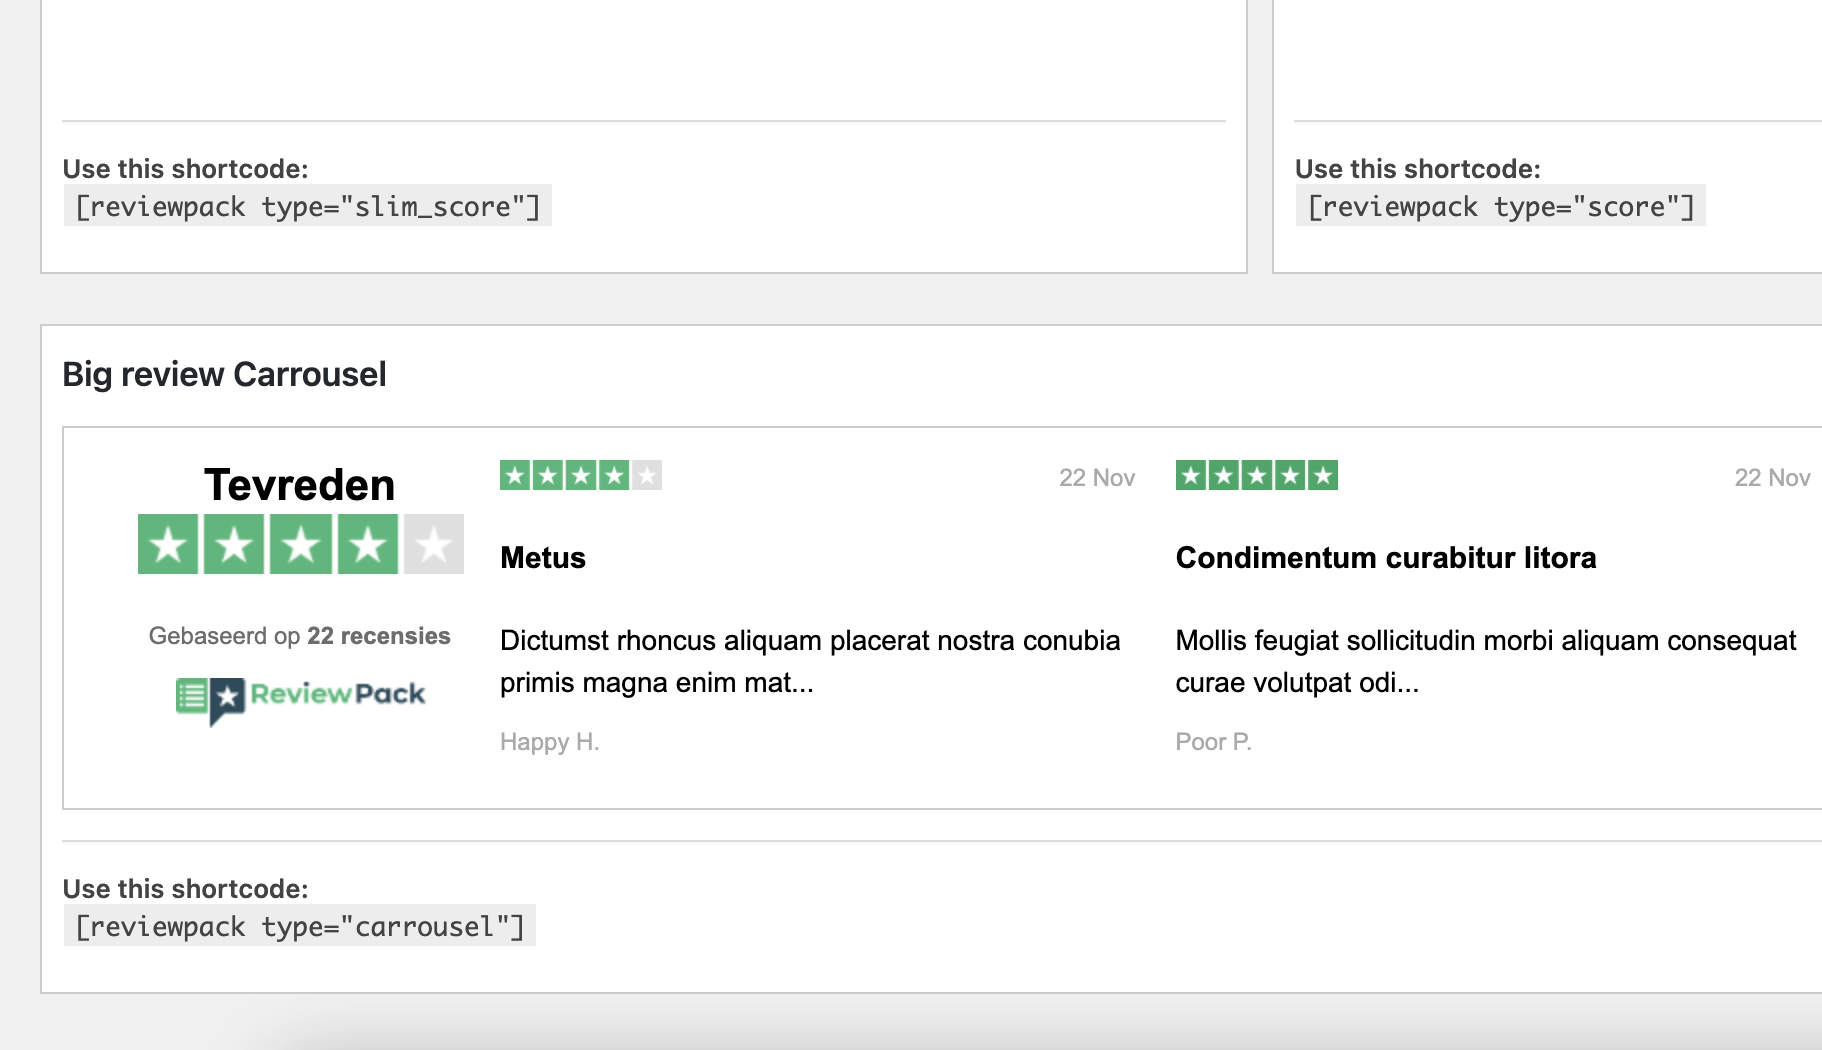 Use this shortcode:
[reviewpack type="slim_score"]
Use this shortcode:
[reviewpack type="score"]
Big review Carrousel
Tevreden
Gebaseerd op 22 recensies
ReviewPack
22 Nov
Metus
Dictumst rhoncus aliquam placerat nostra conubia
primis magna enim mat...
Happy H.
22 Nov
Condimentum curabitur litora
Mollis feugiat sollicitudin morbi aliquam consequat
curae volutpat odi...
Poor P.
Use this shortcode:
[reviewpack type="carrousel"]